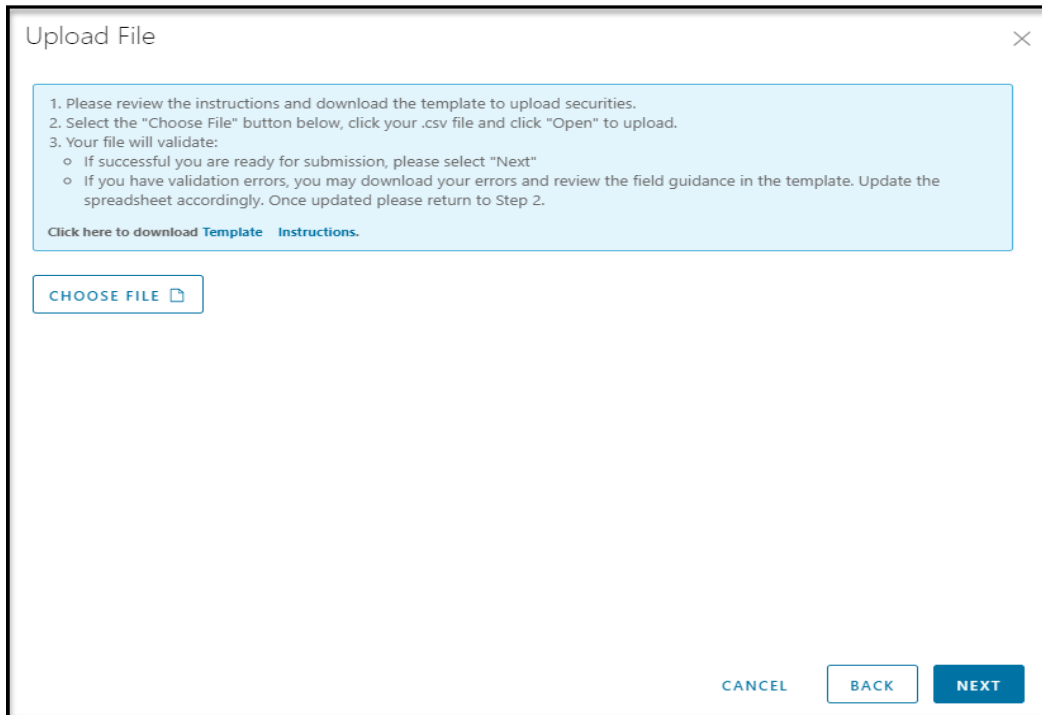 Upload File
1. Please review the instructions and download the template to upload securities.
2. Select the "Choose File" button below, click your .csv file and click "Open" to upload.
3. Your file will validate:
o If successful you are ready for submission, please select "Next"
o If you have validation errors, you may download your errors and review the field guidance in the template. Update the
spreadsheet accordingly. Once updated please return to Step 2.
Click here to download Template Instructions.
CHOOSE FILE
CANCEL BACK NEXT